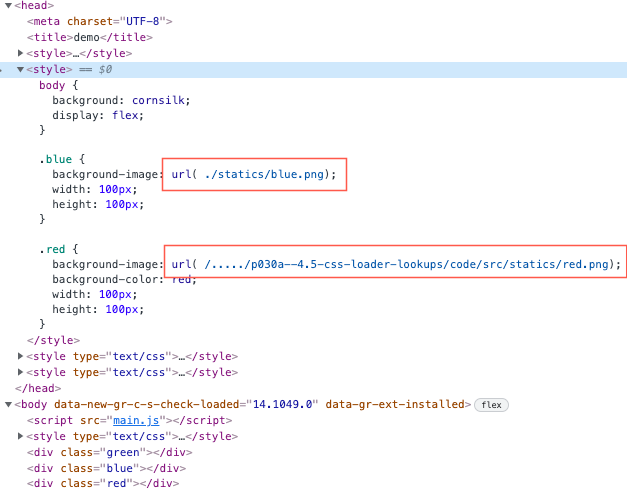 <head>
<meta charset="UTF-8">
<title>demo</title>
<style>…</style>
<style> == $0
body {
background: cornsilk;
display: flex;
}
.blue {
background-image: url( ./statics/blue.png);
width: 100px;
height: 100px;
}
.red {
background-image: url( /...../p030a--4.5-css-loader-lookups/code/src/statics/red.png);
background-color: red;
width: 100px;
height: 100px;
}
</style>
<style type="text/css">…</style>
<style type="text/css">…</style>
</head>
<body data-new-gr-c-s-check-loaded="14.1049.0" data-gr-ext-installed> flex
<script src="main.js"></script>
<style type="text/css">…</style>
<div class="green"></div>
<div class="blue"></div>
<div class="red"></div>